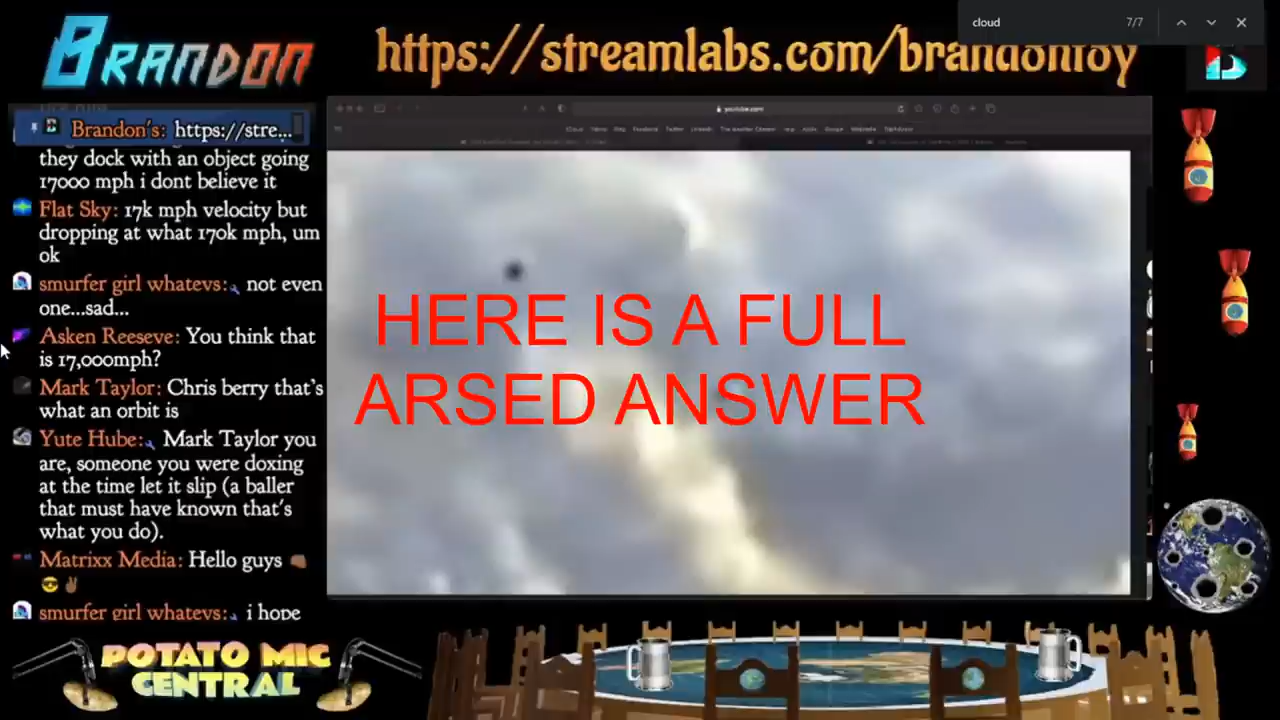 BRANDON
https://streamlabs.com/brandonfoy
cloud
7/7
Brandon's: https://stre...
they dock with an object going
17000 mph i dont believe it
Flat Sky: 17k mph velocity but
dropping at what 170k mph, um
ok
smurfer girl whatevs: not even
one...sad...
Asken Reeseve: You think that
is 17,000mph?
Mark Taylor: Chris berry that's
what an orbit is
Yute Hube: Mark Taylor you
are, someone you were doxing
at the time let it slip (a baller
that must have known that's
what you do).
Matrixx Media: Hello guys
smurfer girl whatevs: i hope
youtube.com
HERE IS A FULL
ARSED ANSWER
POTATO MIC
CENTRAL